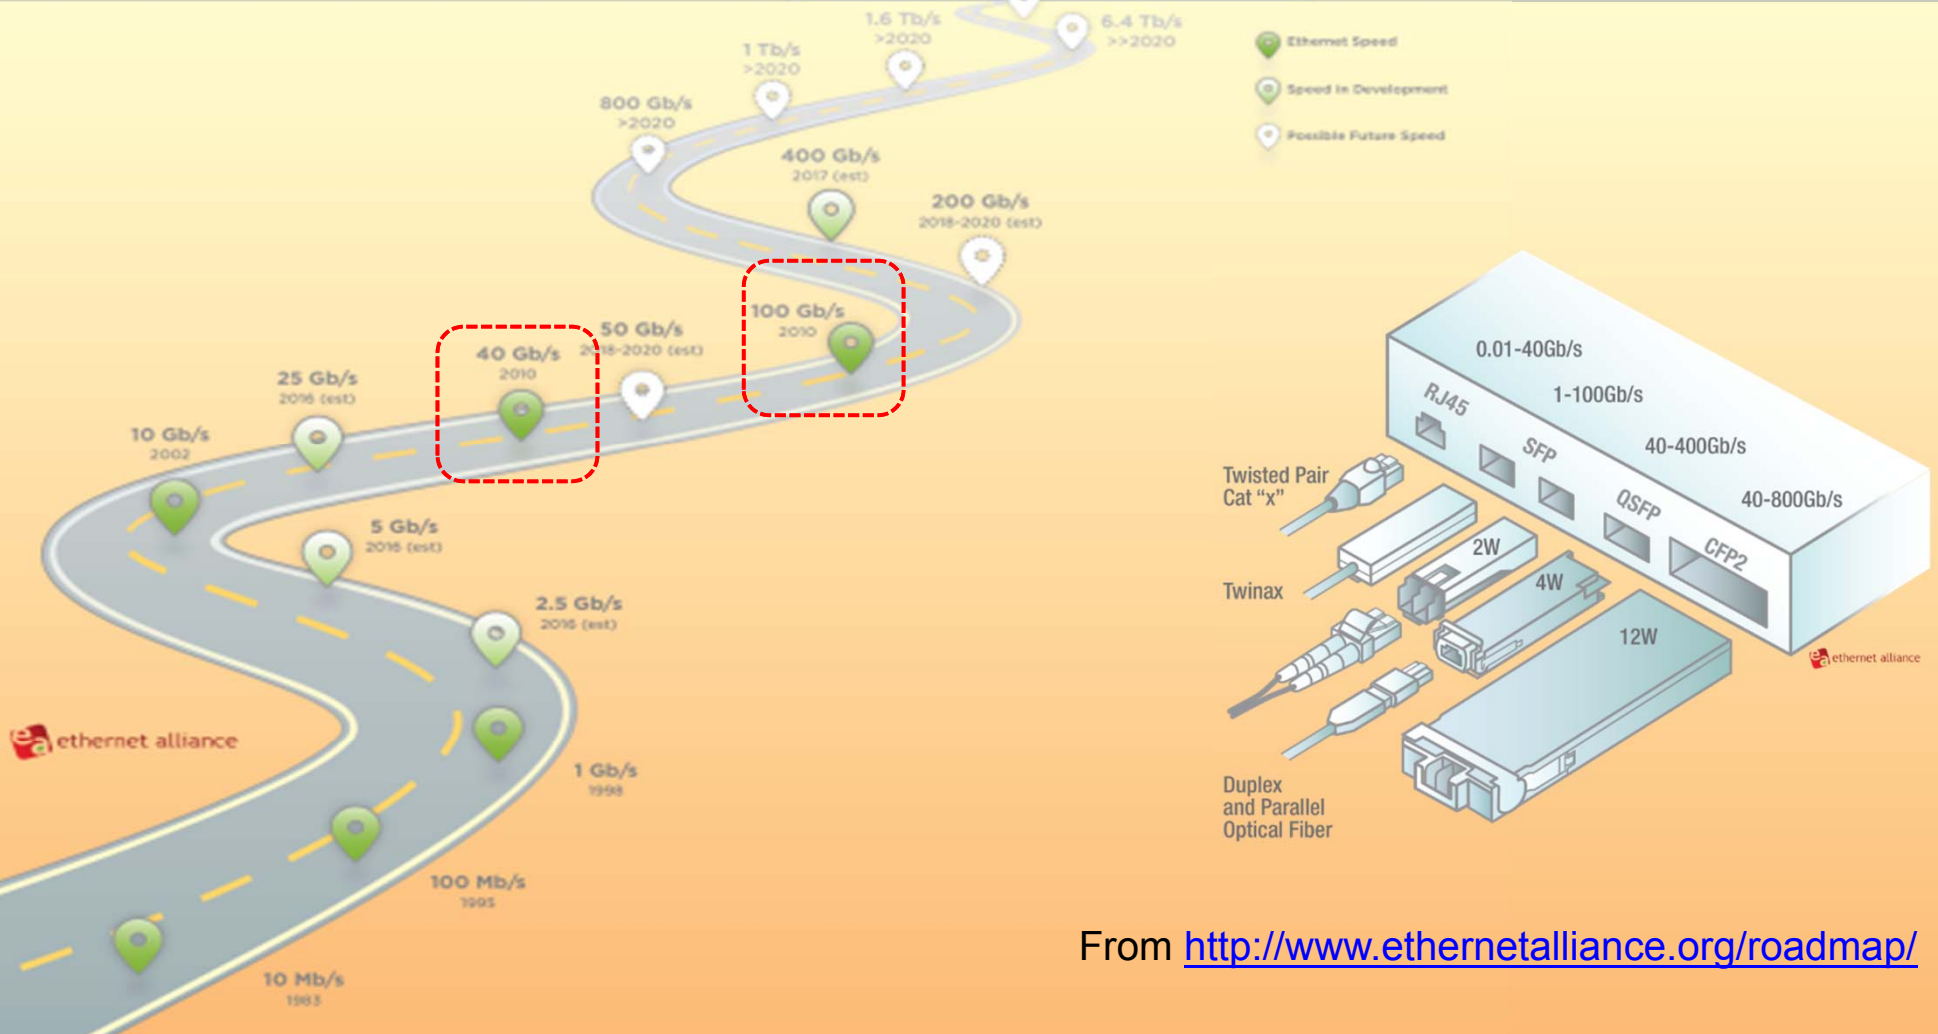 1.6 Tb/s
>2020
6.4 Tb/s
>>2020
1 Tb/s
>2020
800 Gb/s
>2020
400 Gb/s
2017 (est)
200 Gb/s
2018-2020 (est)
100 Gb/s
2010
50 Gb/s
2018-2020 (est)
40 Gb/s
2010
25 Gb/s
2016 (est)
10 Gb/s
2002
5 Gb/s
2016 (est)
2.5 Gb/s
2016 (est)
1 Gb/s
1998
100 Mb/s
1995
10 Mb/s
1983
ea ethernet alliance
Ethernet Speed
Speed in Development
Possible Future Speed
0.01-40Gb/s
1-100Gb/s
40-400Gb/s
40-800Gb/s
RJ45
SFP
QSFP
CFP2
Twisted Pair
Cat “x”
Twinax
2W
4W
12W
Duplex
and Parallel
Optical Fiber
ea ethernet alliance
From http://www.ethernetalliance.org/roadmap/